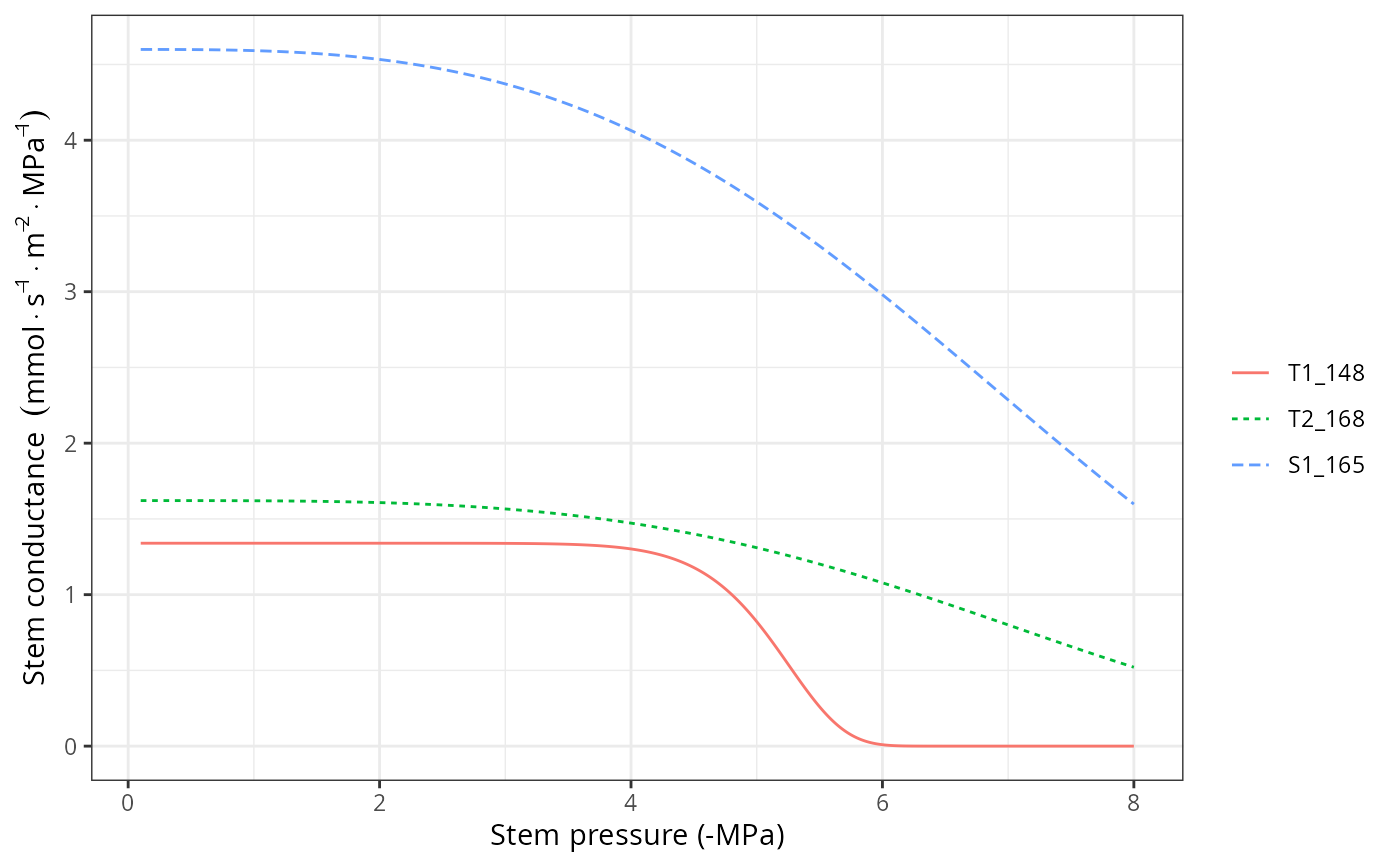 Stem conductance (mmol · s⁻¹ · m⁻² · MPa⁻¹)
4
3
2
1
0
0 2 4 6 8
Stem pressure (-MPa)
T1_148
T2_168
S1_165